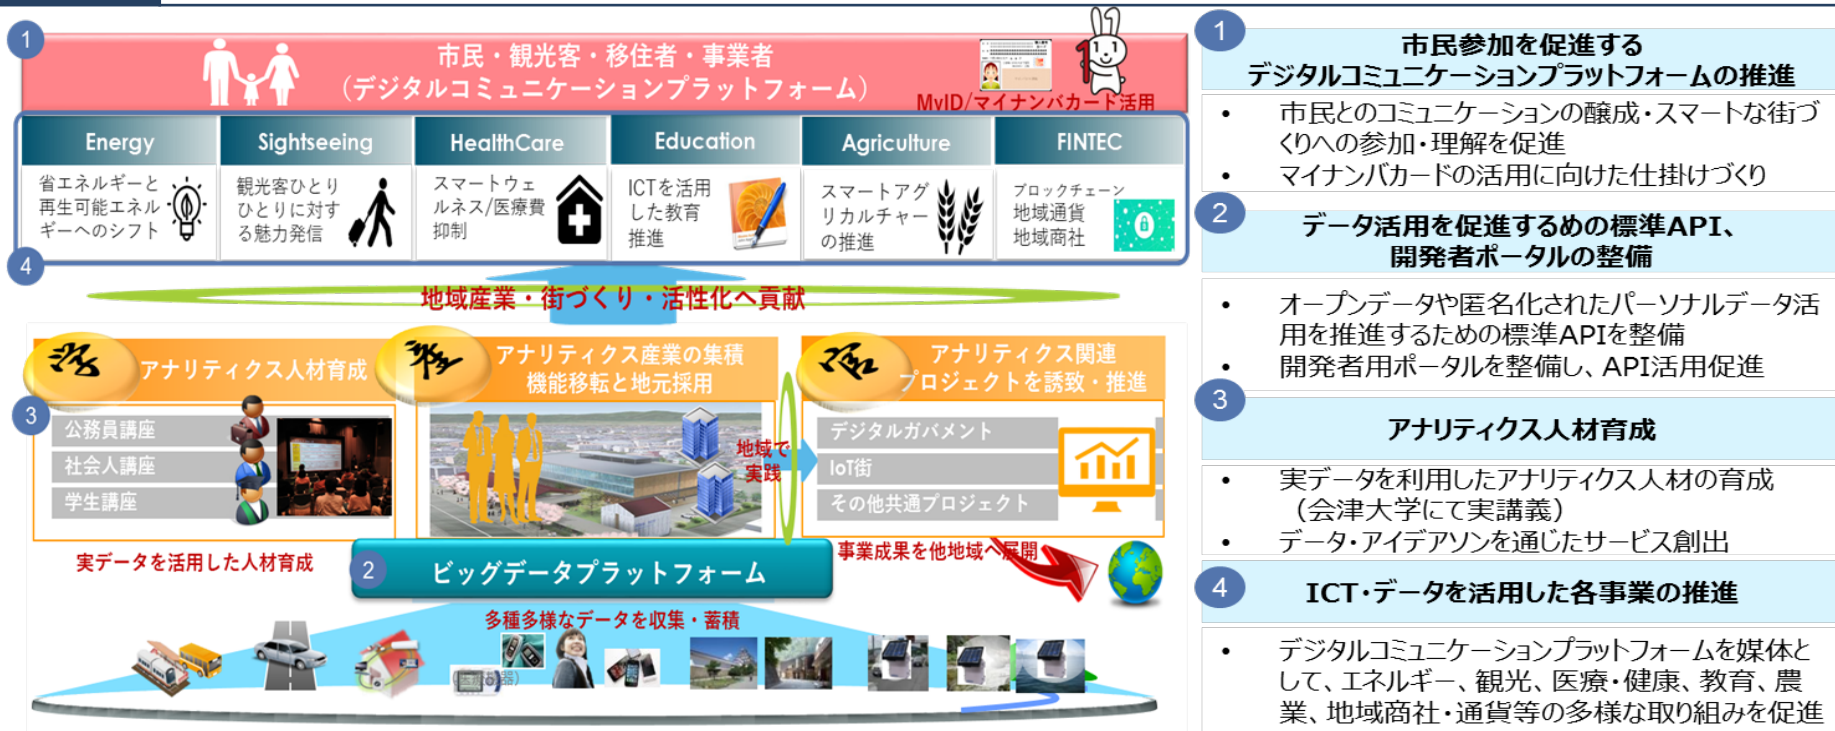 1
市民・観光客・移住者・事業者
（デジタルコミュニケーションプラットフォーム）
MyID/マイナンバカード活用
Energy
省エネルギーと
再生可能エネル
ギーへのシフト
Sightseeing
観光客ひとり
ひとりに対す
る魅力発信
HealthCare
スマートウェ
ルネス/医療費
抑制
Education
ICTを活用
した教育
推進
Agriculture
スマートアグ
リカルチャー
の推進
FINTEC
ブロックチェーン
地域通貨
地域商社
4
地域産業・街づくり・活性化へ貢献
学
アナリティクス人材育成
3
公務員講座
社会人講座
学生講座
実データを活用した人材育成
産
アナリティクス産業の集積
機能移転と地元採用
地域で
実践
官
アナリティクス関連
プロジェクトを誘致・推進
デジタルガバメント
IoT街
その他共通プロジェクト
事業成果を他地域へ展開
2
ビッグデータプラットフォーム
多種多様なデータを収集・蓄積
1
市民参加を促進する
デジタルコミュニケーションプラットフォームの推進
• 市民とのコミュニケーションの醸成・スマートな街づ
くりへの参加・理解を促進
• マイナンバカードの活用に向けた仕掛けづくり
2
データ活用を促進するめの標準API、
開発者ポータルの整備
• オープンデータや匿名化されたパーソナルデータ活
用を推進するための標準APIを整備
• 開発者用ポータルを整備し、API活用促進
3
アナリティクス人材育成
• 実データを利用したアナリティクス人材の育成
（会津大学にて実講義）
• データ・アイデアソンを通じたサービス創出
4
ICT・データを活用した各事業の推進
• デジタルコミュニケーションプラットフォームを媒体と
して、エネルギー、観光、医療・健康、教育、農
業、地域商社・通貨等の多様な取り組みを促進